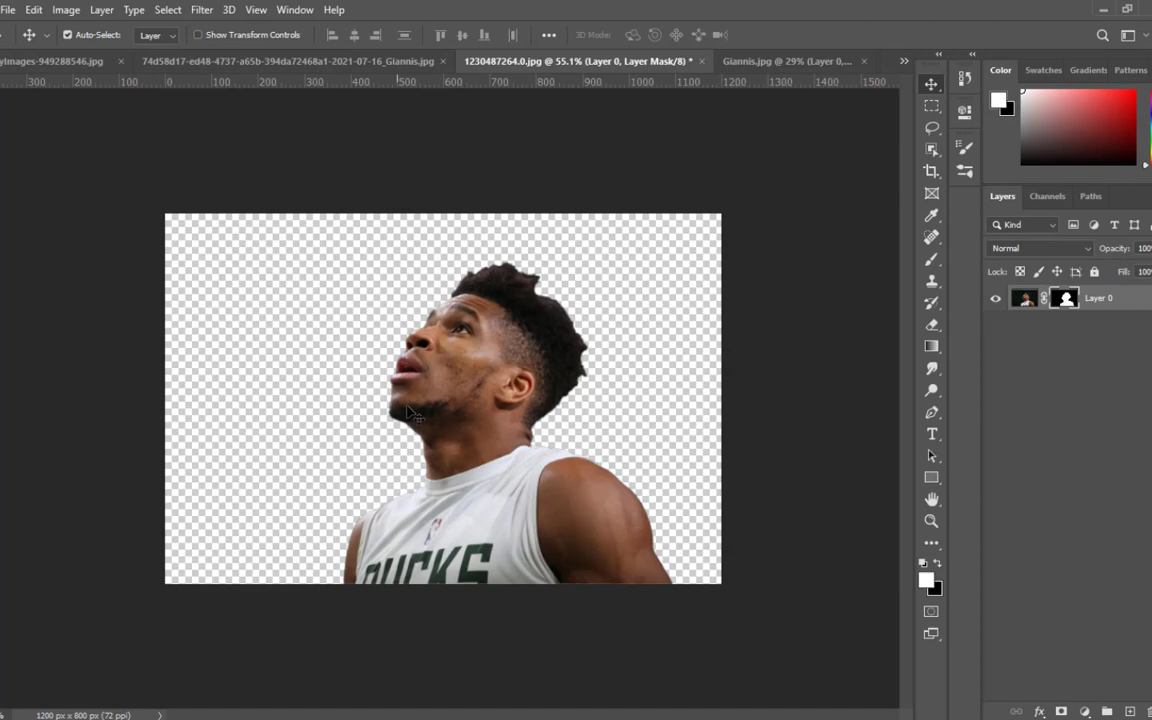 File Edit Image Layer Type Select Filter 3D View Window Help
Auto-Select: Layer Show Transform Controls 3D Mode:
yImages-949288546.jpg × 74d58d17-ed48-4737-a65b-394da72468a1-2021-07-16_Giannis.jpg × 1230487264.0.jpg @ 55.1% (Layer 0, Layer Mask/8) * × Giannis.jpg @ 29% (Layer 0,... ×
300 200 100 0 100 200 300 400 500 600 700 800 900 1000 1100 1200 1300 1400 1500
Color Swatches Gradients Patterns
Layers Channels Paths
Kind
Normal Opacity: 100
Lock: Fill: 100
Layer 0
BUCKS
% 1200 px x 800 px (72 ppi)